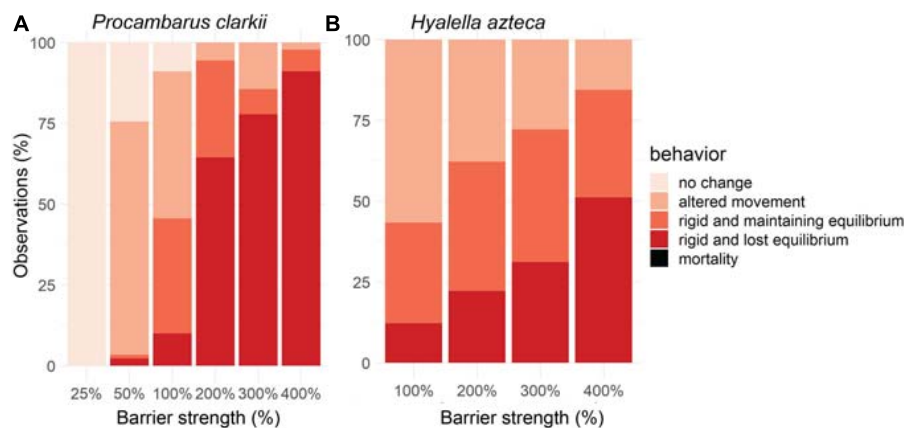 A Procambarus clarkii
B Hyalella azteca
Observations (%)
100
75
50
25
0
25% 50% 100% 200% 300% 400%
Barrier strength (%)
100
75
50
25
0
100% 200% 300% 400%
Barrier strength (%)
behavior
no change
altered movement
rigid and maintaining equilibrium
rigid and lost equilibrium
mortality